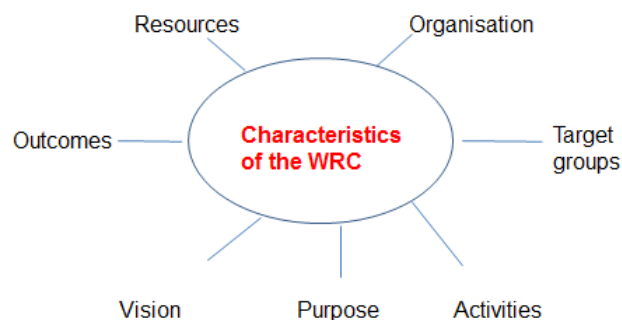 Resources
Organisation
Outcomes
Characteristics
of the WRC
Target
groups
Vision
Purpose
Activities